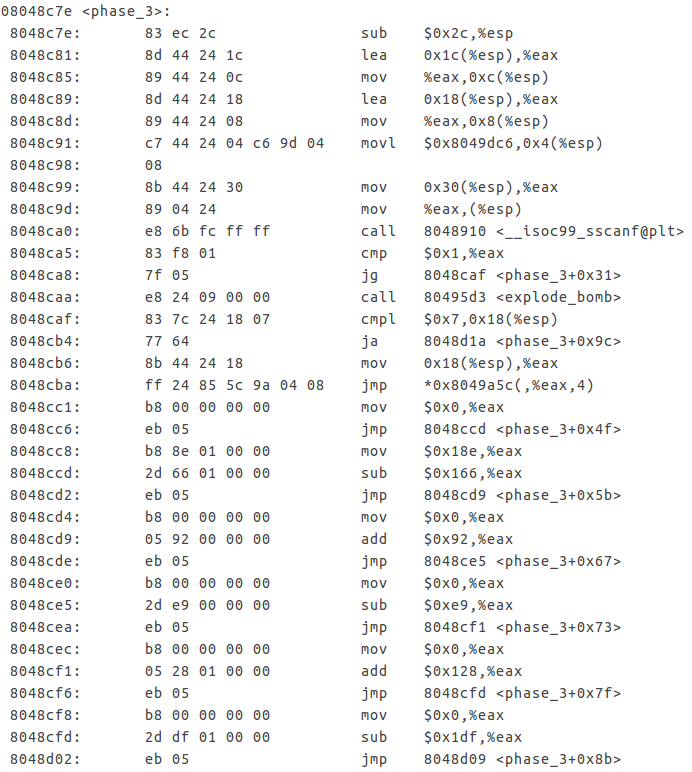 08048c7e <phase_3>:
8048c7e: 83 ec 2c sub $0x2c,%esp
8048c81: 8d 44 24 1c lea 0x1c(%esp),%eax
8048c85: 89 44 24 0c mov %eax,0xc(%esp)
8048c89: 8d 44 24 18 lea 0x18(%esp),%eax
8048c8d: 89 44 24 08 mov %eax,0x8(%esp)
8048c91: c7 44 24 04 c6 9d 04 movl $0x8049dc6,0x4(%esp)
8048c98: 08
8048c99: 8b 44 24 30 mov 0x30(%esp),%eax
8048c9d: 89 04 24 mov %eax,(%esp)
8048ca0: e8 6b fc ff ff call 8048910 <__isoc99_sscanf@plt>
8048ca5: 83 f8 01 cmp $0x1,%eax
8048ca8: 7f 05 jg 8048caf <phase_3+0x31>
8048caa: e8 24 09 00 00 call 80495d3 <explode_bomb>
8048caf: 83 7c 24 18 07 cmpl $0x7,0x18(%esp)
8048cb4: 77 64 ja 8048d1a <phase_3+0x9c>
8048cb6: 8b 44 24 18 mov 0x18(%esp),%eax
8048cba: ff 24 85 5c 9a 04 08 jmp *0x8049a5c(,%eax,4)
8048cc1: b8 00 00 00 00 mov $0x0,%eax
8048cc6: eb 05 jmp 8048ccd <phase_3+0x4f>
8048cc8: b8 8e 01 00 00 mov $0x18e,%eax
8048ccd: 2d 66 01 00 00 sub $0x166,%eax
8048cd2: eb 05 jmp 8048cd9 <phase_3+0x5b>
8048cd4: b8 00 00 00 00 mov $0x0,%eax
8048cd9: 05 92 00 00 00 add $0x92,%eax
8048cde: eb 05 jmp 8048ce5 <phase_3+0x67>
8048ce0: b8 00 00 00 00 mov $0x0,%eax
8048ce5: 2d e9 00 00 00 sub $0xe9,%eax
8048cea: eb 05 jmp 8048cf1 <phase_3+0x73>
8048cec: b8 00 00 00 00 mov $0x0,%eax
8048cf1: 05 28 01 00 00 add $0x128,%eax
8048cf6: eb 05 jmp 8048cfd <phase_3+0x7f>
8048cf8: b8 00 00 00 00 mov $0x0,%eax
8048cfd: 2d df 01 00 00 sub $0x1df,%eax
8048d02: eb 05 jmp 8048d09 <phase_3+0x8b>